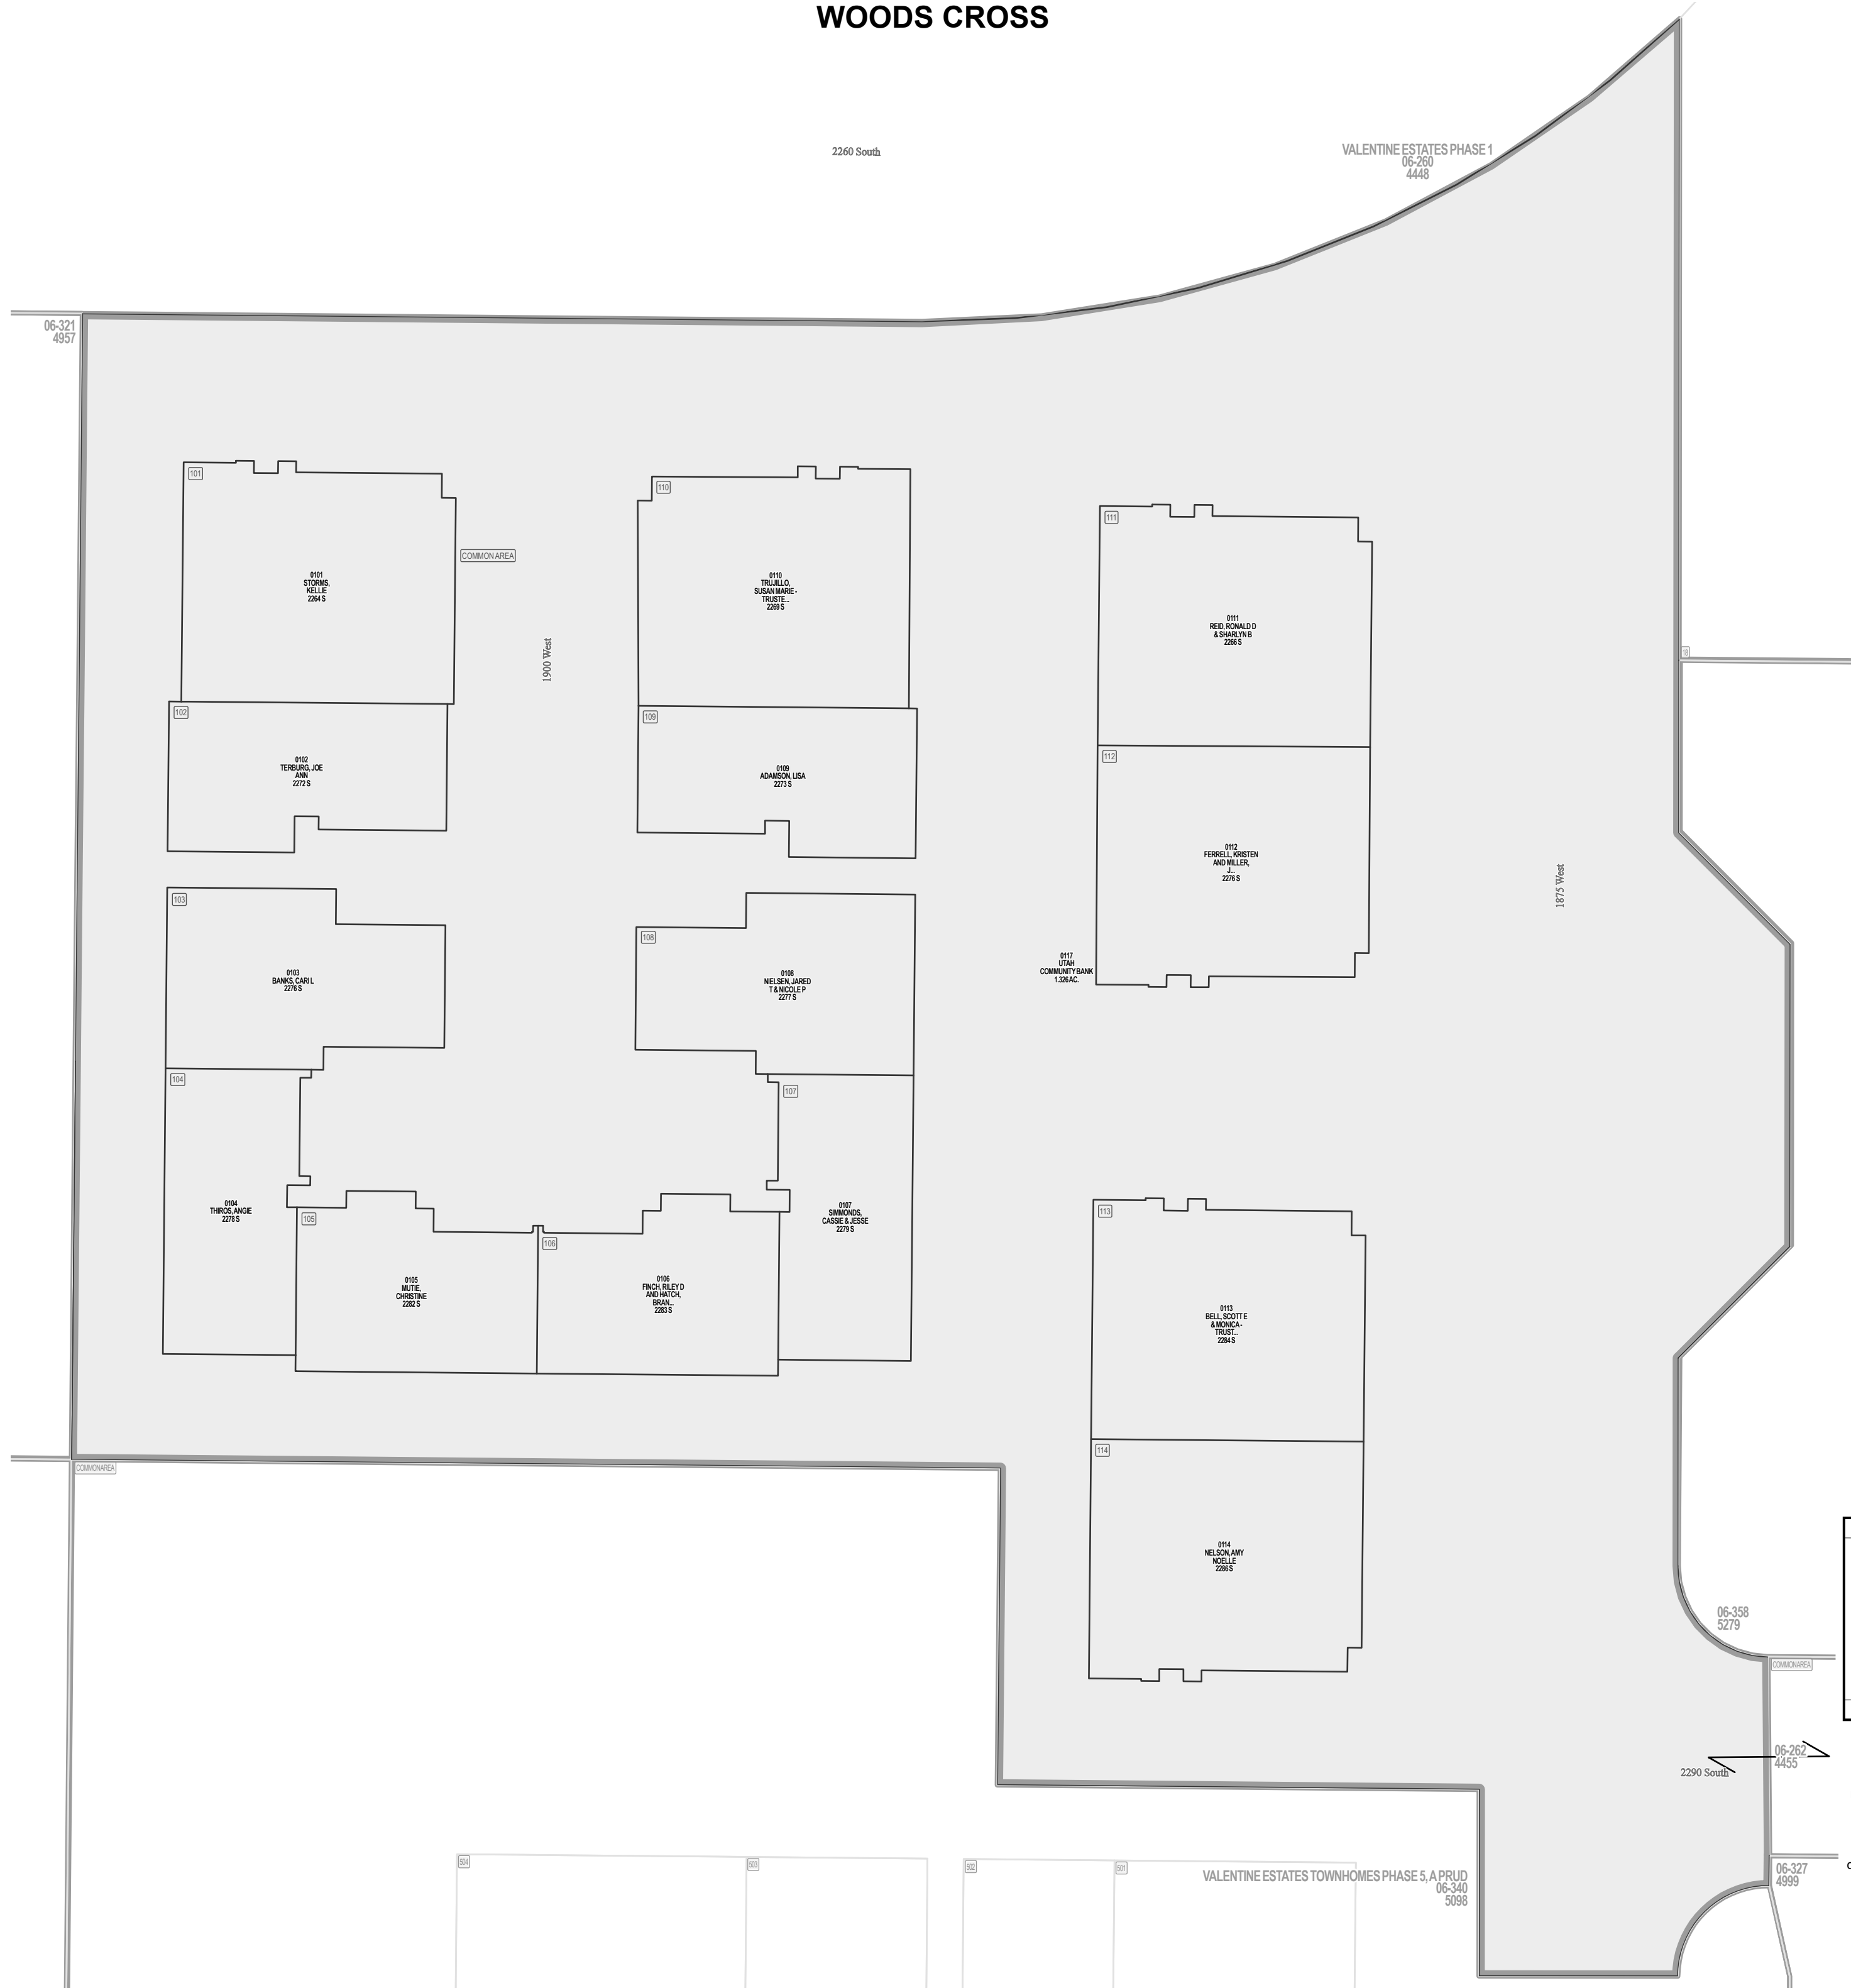 WOODS CROSS
2260 South
VALENTINE ESTATES PHASE 1
06-260
4448
06-321
4957
101
110
111
COMMON AREA
0101
STORMS,
KELLIE
2264 S
0110
TRUJILLO,
SUSAN MARIE -
TRUSTE...
2269 S
0111
REID, RONALD D
& SHARLYN B
2266 S
1900 West
18
102
109
112
0102
TERBURG, JOE
ANN
2272 S
0109
ADAMSON, LISA
2273 S
0112
FERRELL, KRISTEN
AND MILLER,
J...
2276 S
1875 West
103
108
0103
BANKS, CARI L
2276 S
0108
NIELSEN, JARED
T & NICOLE P
2277 S
0117
UTAH
COMMUNITY BANK
1.326 AC.
104
107
0104
THIROS, ANGIE
2278 S
105
106
0107
SIMMONDS,
CASSIE & JESSE
2279 S
113
0105
MUTIE,
CHRISTINE
2282 S
0106
FINCH, RILEY D
AND HATCH,
BRAN...
2283 S
0113
BELL, SCOTT E
& MONICA -
TRUST...
2284 S
114
COMMON AREA
0114
NELSON, AMY
NOELLE
2286 S
06-358
5279
COMMON AREA
06-262
4455
2290 South
504
503
502
501
VALENTINE ESTATES TOWNHOMES PHASE 5, A PRUD
06-340
5098
06-327
4999